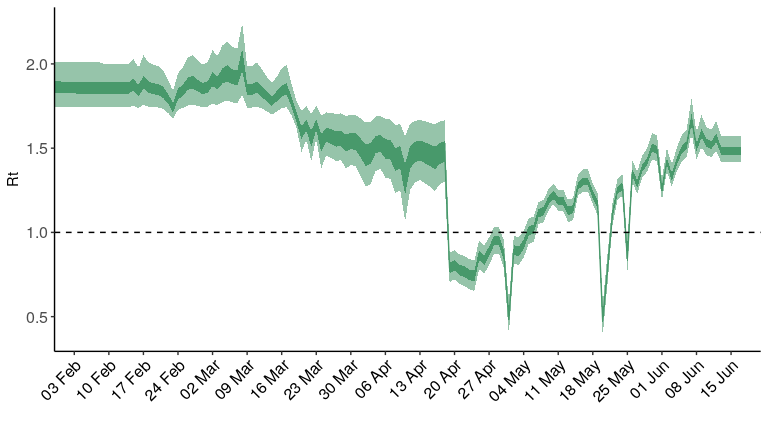 Rt
2.0
1.5
1.0
0.5
03 Feb
10 Feb
17 Feb
24 Feb
02 Mar
09 Mar
16 Mar
23 Mar
30 Mar
06 Apr
13 Apr
20 Apr
27 Apr
04 May
11 May
18 May
25 May
01 Jun
08 Jun
15 Jun